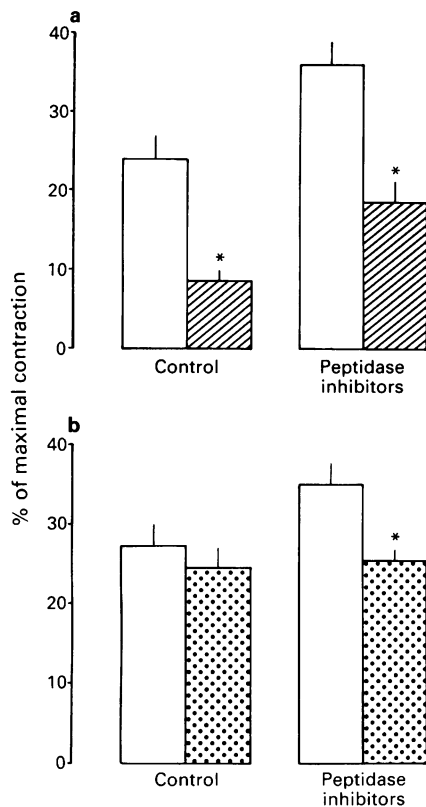 a
40
30
20
10
0
*
*
Control
Peptidase
inhibitors
% of maximal contraction
b
40
30
20
10
0
*
Control
Peptidase
inhibitors